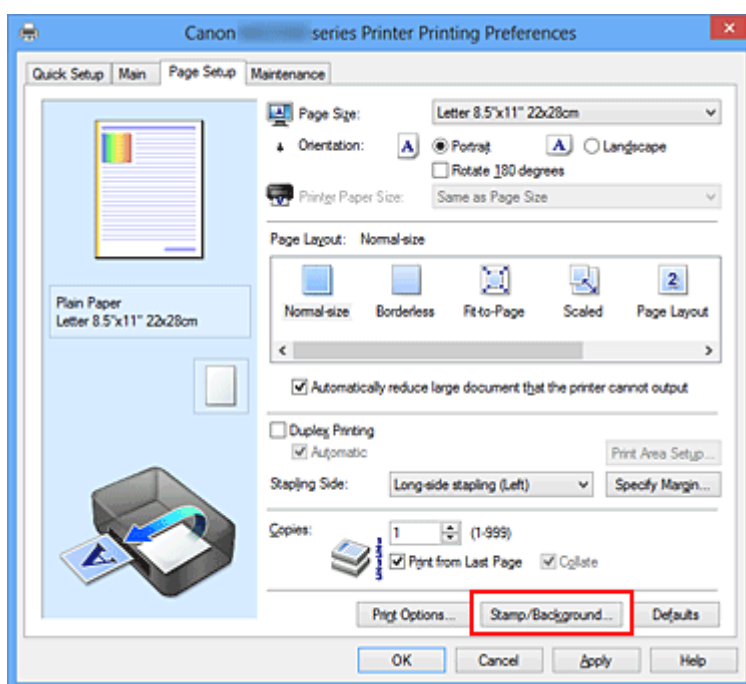 Canon series Printer Printing Preferences
Quick Setup Main Page Setup Maintenance
Page Size: Letter 8.5"x11" 22x28cm
Orientation: A Portrait A Landscape
Rotate 180 degrees
Printer Paper Size: Same as Page Size
Page Layout: Normal-size
Normal-size Borderless Fit-to-Page Scaled 2 Page Layout
Plain Paper
Letter 8.5"x11" 22x28cm
Automatically reduce large document that the printer cannot output
Duplex Printing
Automatic
Print Area Setup...
Stapling Side: Long-side stapling (Left) Specify Margin...
Copies: 1 (1-999)
Print from Last Page Collate
A
Print Options... Stamp/Background... Defaults
OK Cancel Apply Help